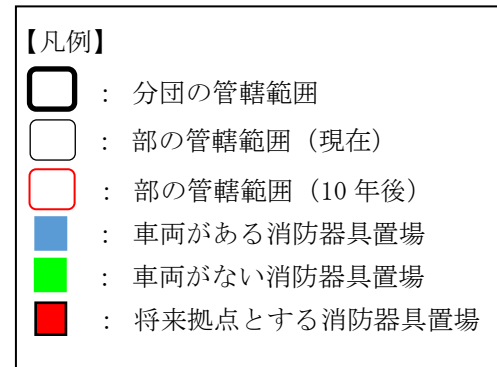 【凡例】
： 分団の管轄範囲
： 部の管轄範囲（現在）
： 部の管轄範囲（10 年後）
： 車両がある消防器具置場
： 車両がない消防器具置場
： 将来拠点とする消防器具置場